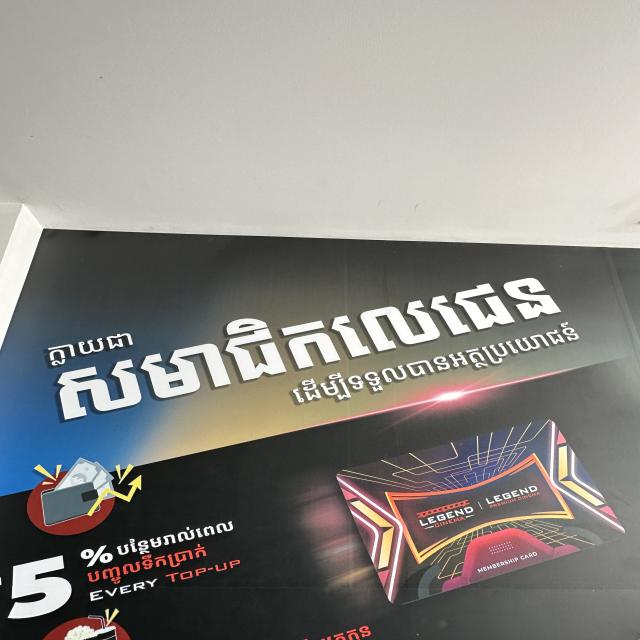 ក្លាយជា
សមាជិកលេជេន
ដើម្បីទទួលបានអត្ថប្រយោជន៍
5% បន្ថែមរាល់ពេល
បញ្ចូលទឹកប្រាក់
EVERY TOP-UP
LEGEND CINEMA | LEGEND PREMIUM CINEMA
MEMBERSHIP CARD